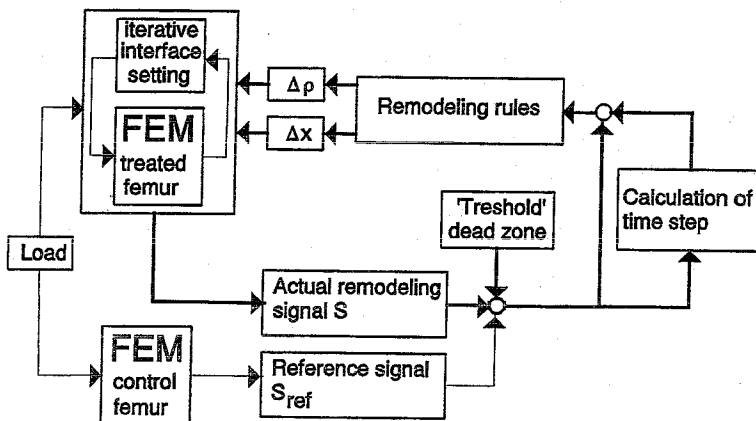 iterative
interface
setting
FEM
treated
femur
Δρ
Δx
Remodeling rules
Calculation of
time step
'Treshold'
dead zone
Load
Actual remodeling
signal S
FEM
control
femur
Reference signal
S_ref